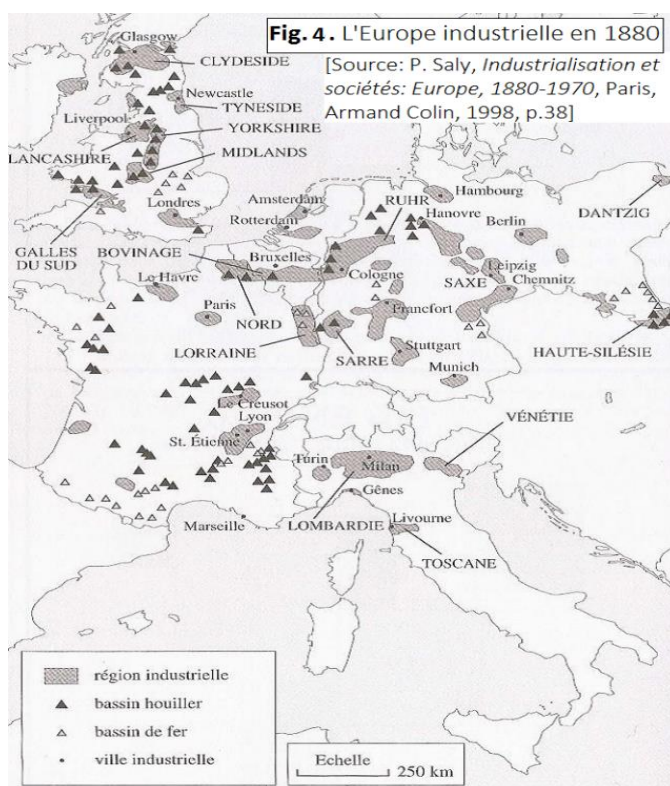 Fig. 4. L'Europe industrielle en 1880
[Source: P. Saly, Industrialisation et
sociétés: Europe, 1880-1970, Paris,
Armand Colin, 1998, p.38]
Glasgow
CLYDESIDE
Newcastle
TYNESIDE
Liverpool
YORKSHIRE
LANCASHIRE
MIDLANDS
Londres
GALLES
DU SUD
Amsterdam
Rotterdam
Hambourg
RUHR
Hanovre
Berlin
DANTZIG
BOVINAGE
Bruxelles
Cologne
Leipzig
SAXE
Chemnitz
Le Havre
Paris
NORD
Francfort
LORRAINE
SARRE
Stuttgart
HAUTE-SILÉSIE
Munich
Le Creusot
Lyon
St. Étienne
VÉNÉTIE
Turin
Milan
Gênes
LOMBARDIE
Livourne
Marseille
TOSCANE
région industrielle
bassin houiller
bassin de fer
ville industrielle
Echelle
250 km